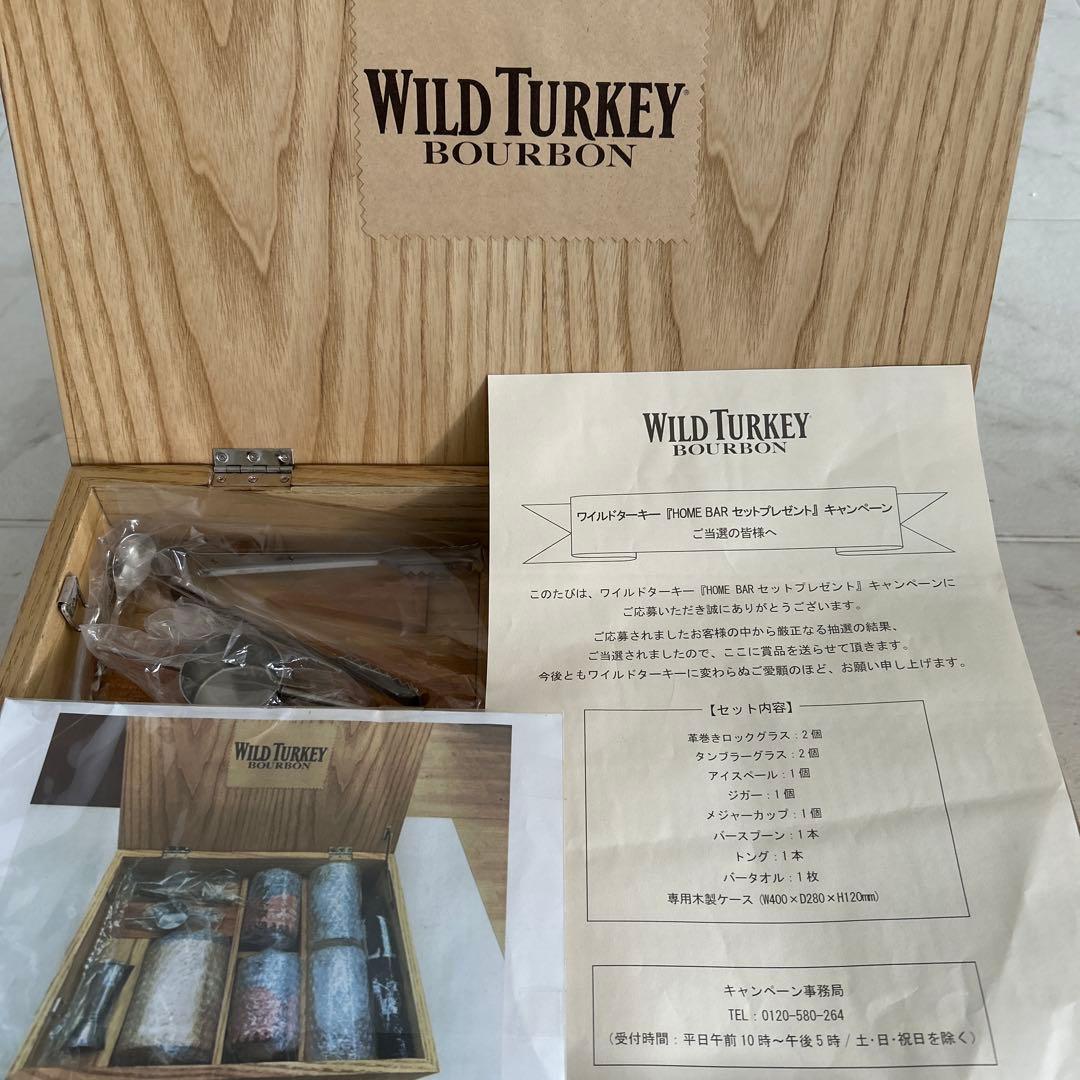 WILD TURKEY®
BOURBON
WILD TURKEY
BOURBON
ワイルドターキー『HOME BAR セットプレゼント』キャンペーン
ご当選の皆様へ
このたびは、ワイルドターキー『HOME BAR セットプレゼント』キャンペーンに
ご応募いただき誠にありがとうございます。
ご応募されましたお客様の中から厳正なる抽選の結果、
ご当選されましたので、ここに賞品を送らせて頂きます。
今後ともワイルドターキーに変わらぬご愛顧のほど、お願い申し上げます。
【セット内容】
革巻きロックグラス：2個
タンブラーグラス：2個
アイスペール：1個
ジガー：1個
メジャーカップ：1個
バースプーン：1本
トング：1本
バータオル：1枚
専用木製ケース（W400×D280×H120mm）
キャンペーン事務局
TEL：0120-580-264
（受付時間：平日午前10時～午後5時 / 土・日・祝日を除く）
WILD TURKEY
BOURBON